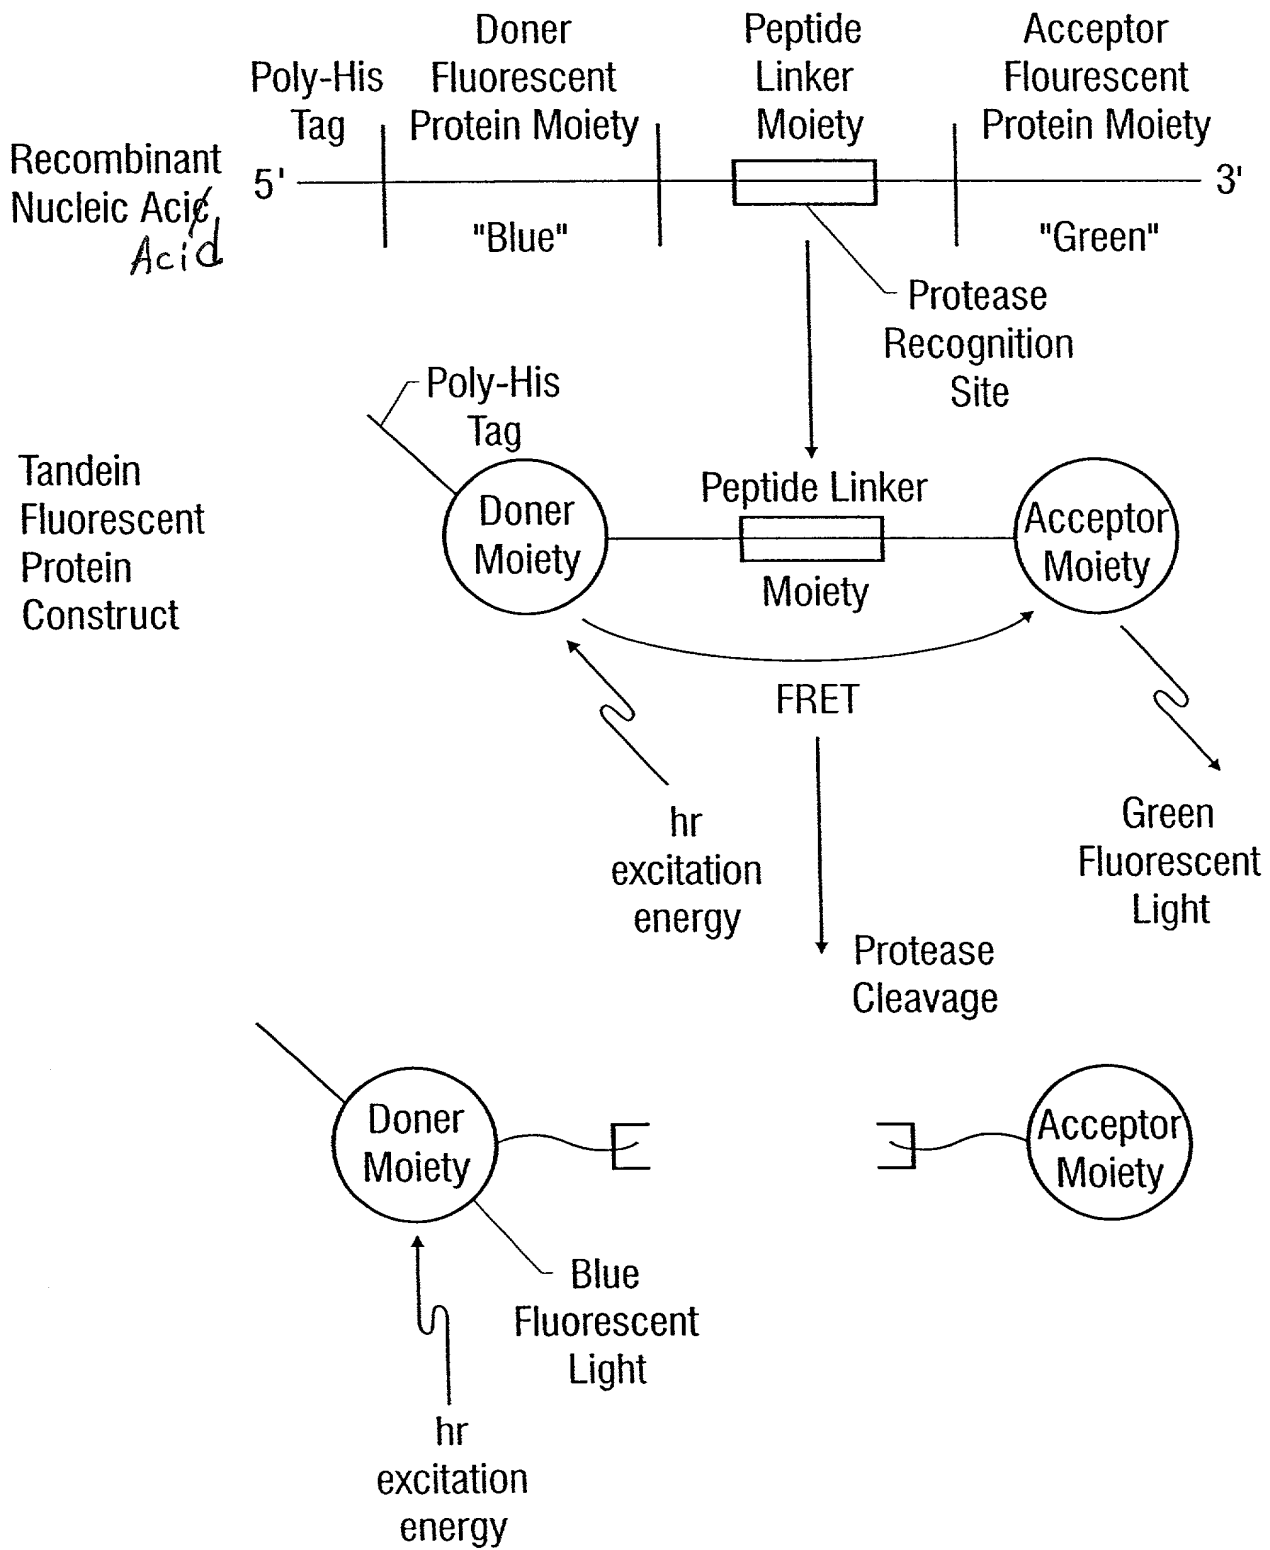 Doner
Fluorescent
Protein Moiety
Peptide
Linker
Moiety
Acceptor
Flourescent
Protein Moiety
Poly-His
Tag
Recombinant
Nucleic Acic
Acid
5'
3'
"Blue"
"Green"
Protease
Recognition
Site
Poly-His
Tag
Tandein
Fluorescent
Protein
Construct
Doner
Moiety
Peptide Linker
Moiety
Acceptor
Moiety
FRET
hr
excitation
energy
Green
Fluorescent
Light
Protease
Cleavage
Doner
Moiety
Acceptor
Moiety
Blue
Fluorescent
Light
hr
excitation
energy